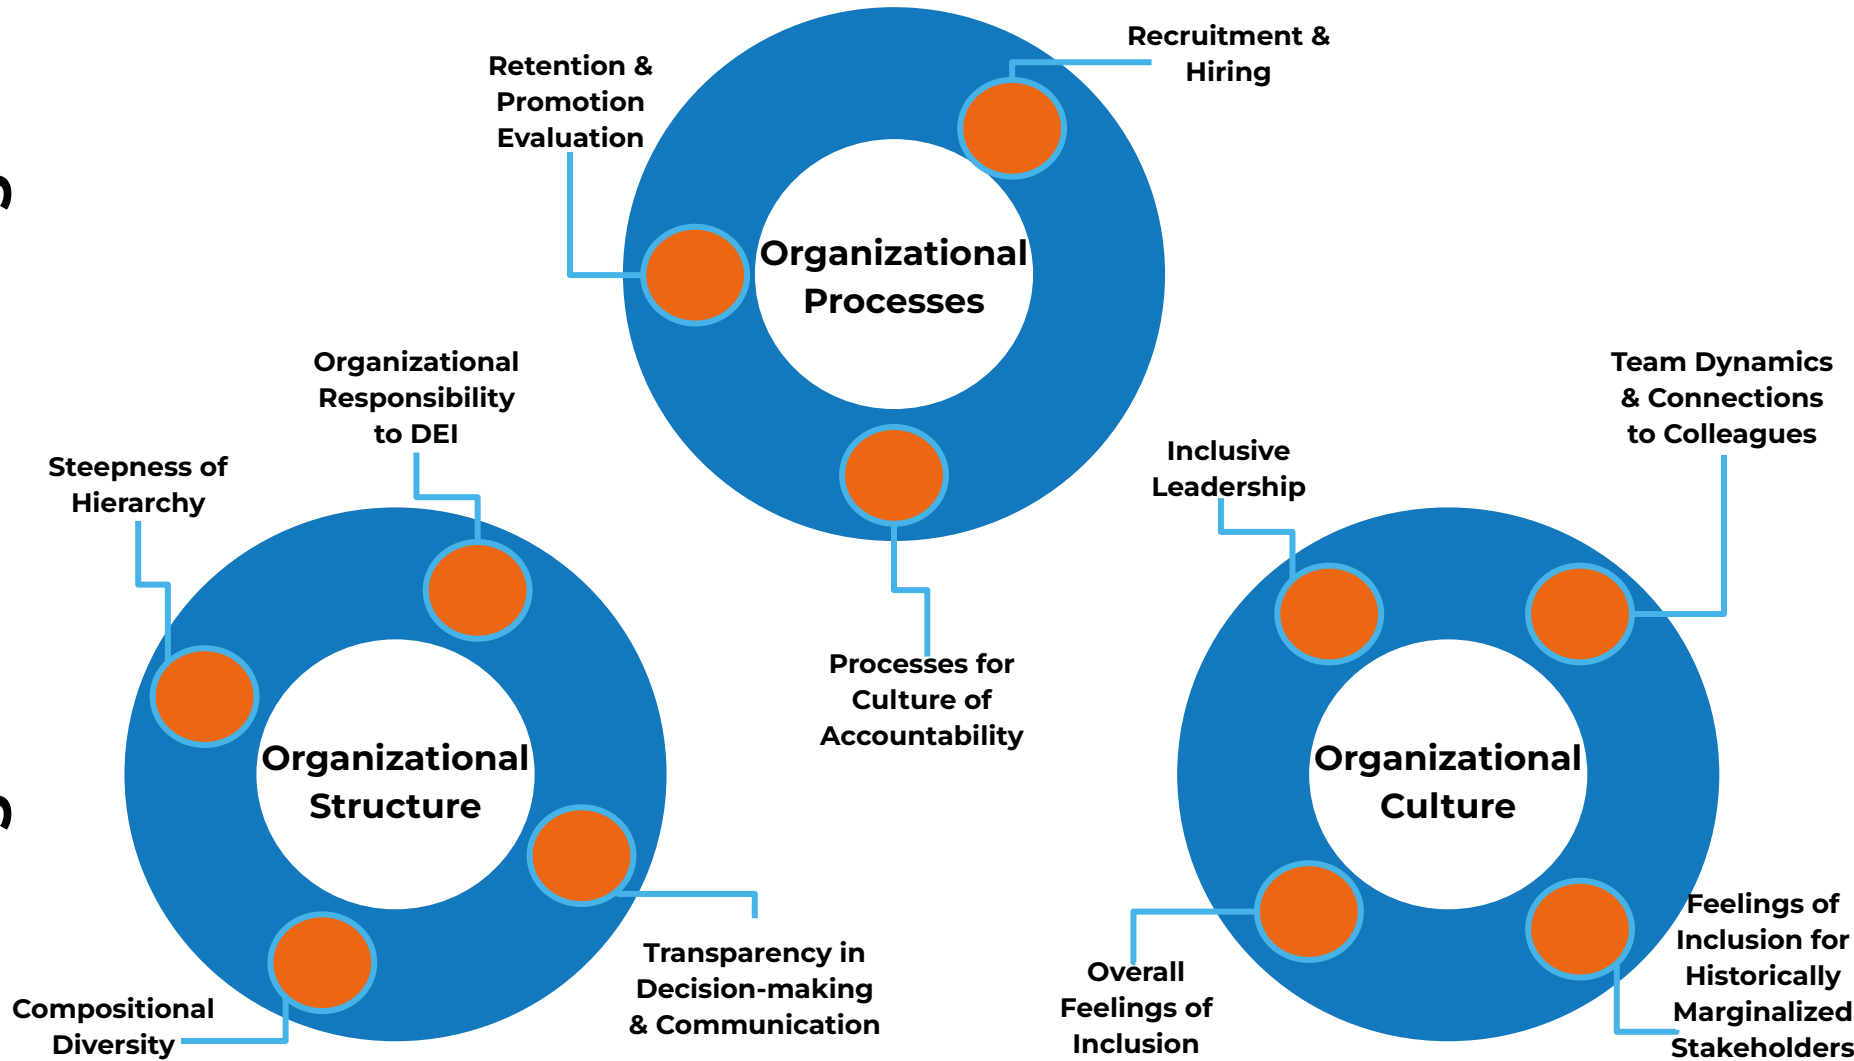 Recruitment &
Hiring
Retention &
Promotion
Evaluation
Organizational
Processes
Organizational
Responsibility
to DEI
Team Dynamics
& Connections
to Colleagues
Inclusive
Leadership
Steepness of
Hierarchy
Processes for
Culture of
Accountability
Organizational
Structure
Organizational
Culture
Transparency in
Decision-making
& Communication
Compositional
Diversity
Overall
Feelings of
Inclusion
Feelings of
Inclusion for
Historically
Marginalized
Stakeholders